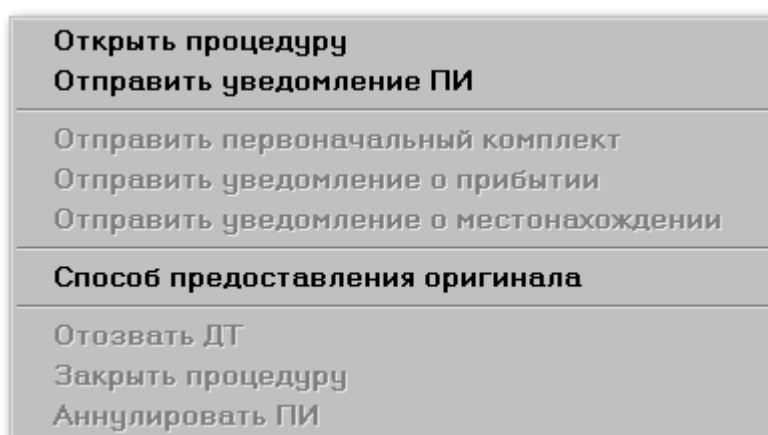 Открыть процедуру
Отправить уведомление ПИ
Отправить первоначальный комплект
Отправить уведомление о прибытии
Отправить уведомление о местонахождении
Способ предоставления оригинала
Отозвать ДТ
Закрыть процедуру
Аннулировать ПИ